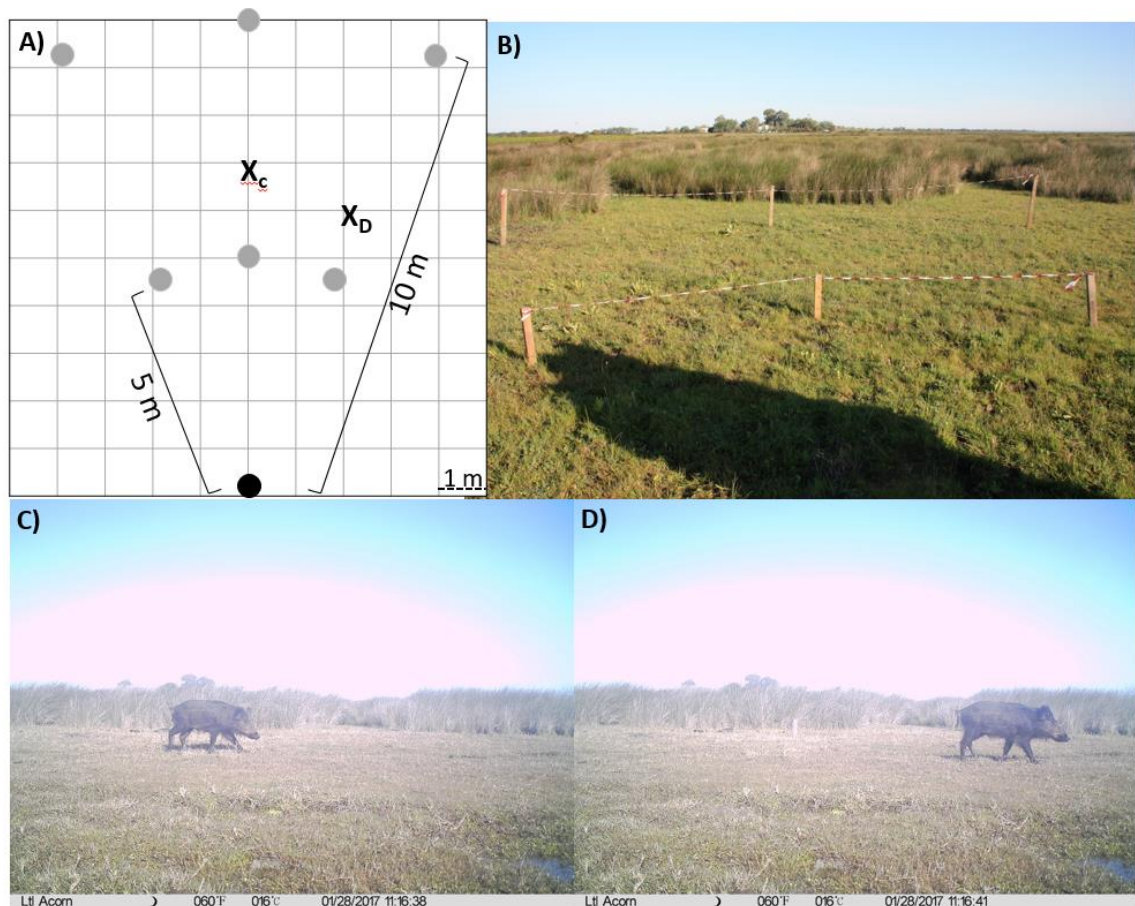 A)
B)
Xc
XD
10 m
5 m
1 m
C)
D)
Ltl Acorn 060°F 016°C 01/28/2017 11:16:38
Ltl Acorn 060°F 016°C 01/28/2017 11:16:41